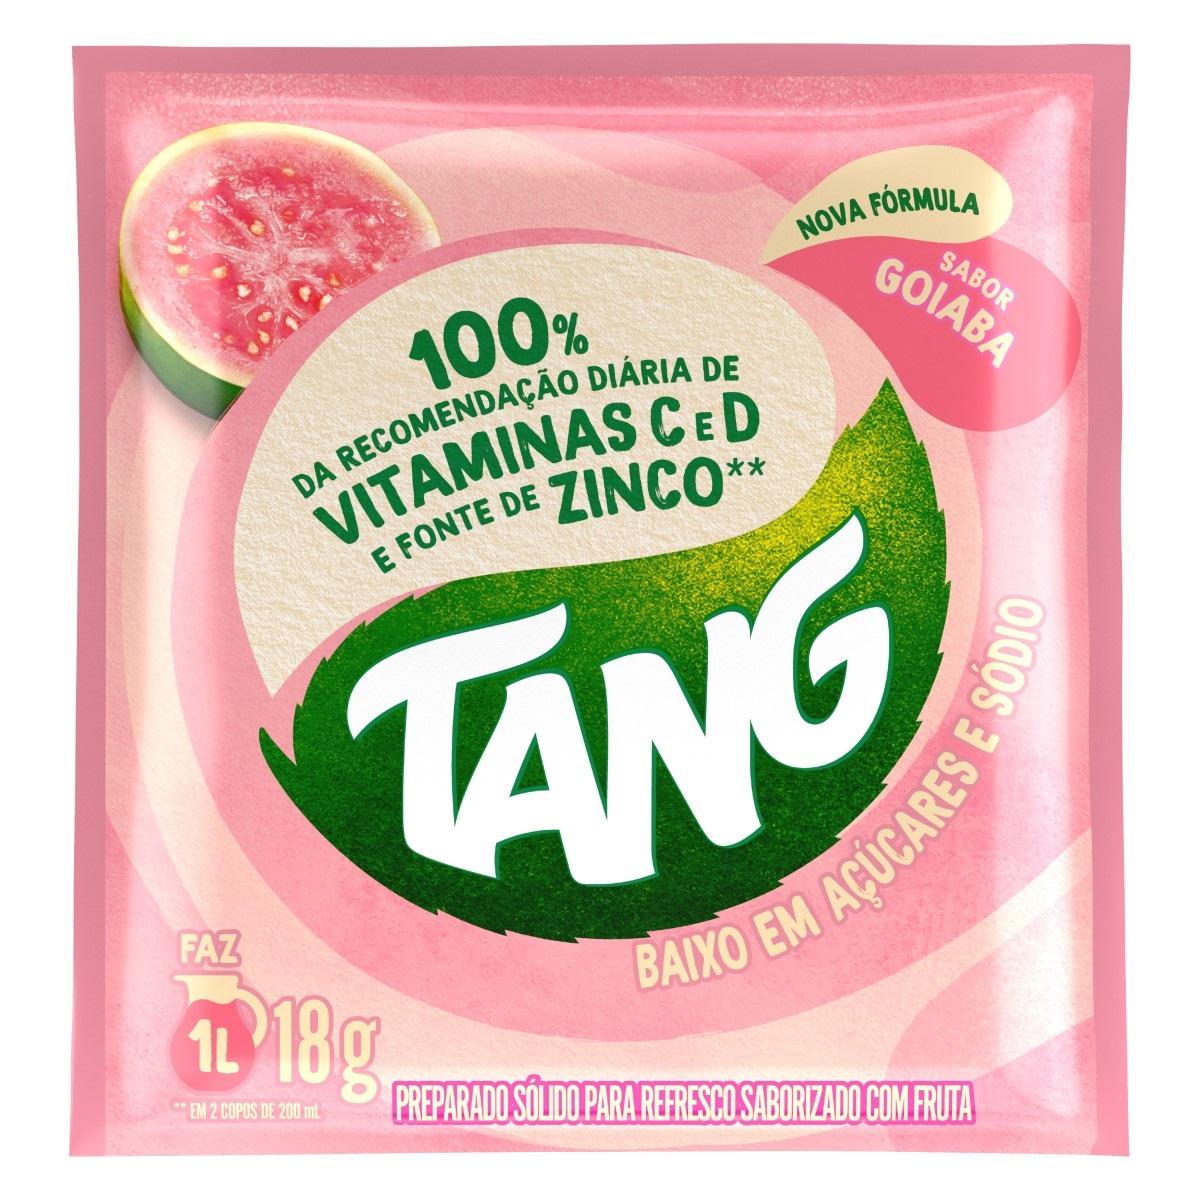 NOVA FÓRMULA
SABOR
GOIABA
100%
DA RECOMENDAÇÃO DIÁRIA DE
VITAMINAS C E D
E FONTE DE ZINCO**
TANG
BAIXO EM AÇÚCARES E SÓDIO
FAZ
1L 18g
** EM 2 COPOS DE 200 mL
PREPARADO SÓLIDO PARA REFRESCO SABORIZADO COM FRUTA